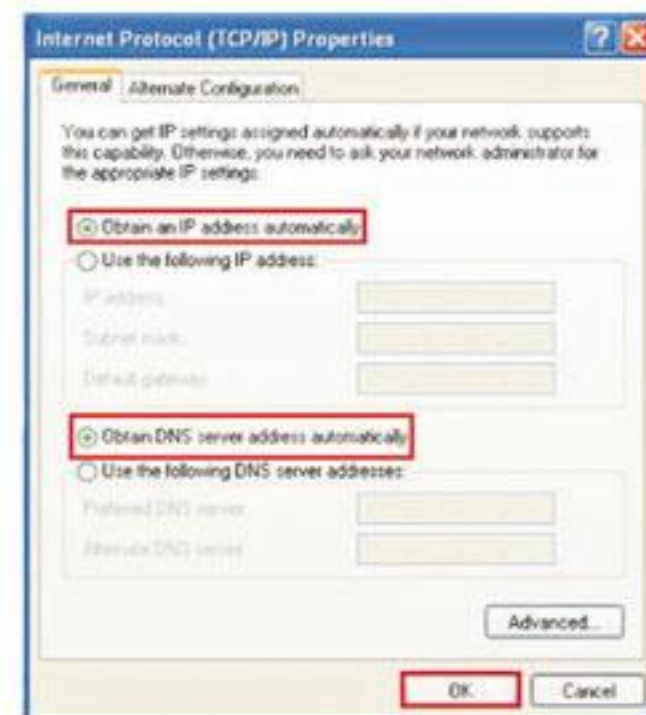 Internet Protocol (TCP/IP) Properties
General Alternate Configuration
You can get IP settings assigned automatically if your network supports
this capability. Otherwise, you need to ask your network administrator for
the appropriate IP settings.
Obtain an IP address automatically
Use the following IP address:
IP address:
Subnet mask:
Default gateway:
Obtain DNS server address automatically
Use the following DNS server addresses:
Preferred DNS server:
Alternate DNS server:
Advanced...
OK Cancel